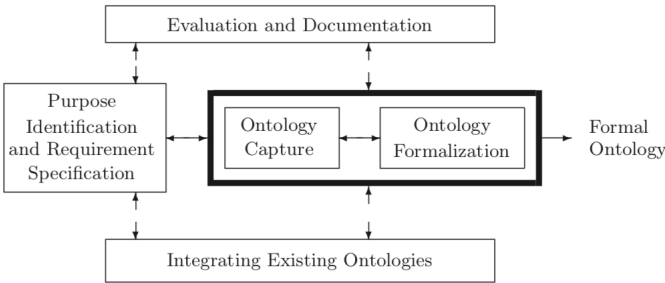 Evaluation and Documentation
Purpose
Identification
and Requirement
Specification
Ontology
Capture
Ontology
Formalization
Formal
Ontology
Integrating Existing Ontologies